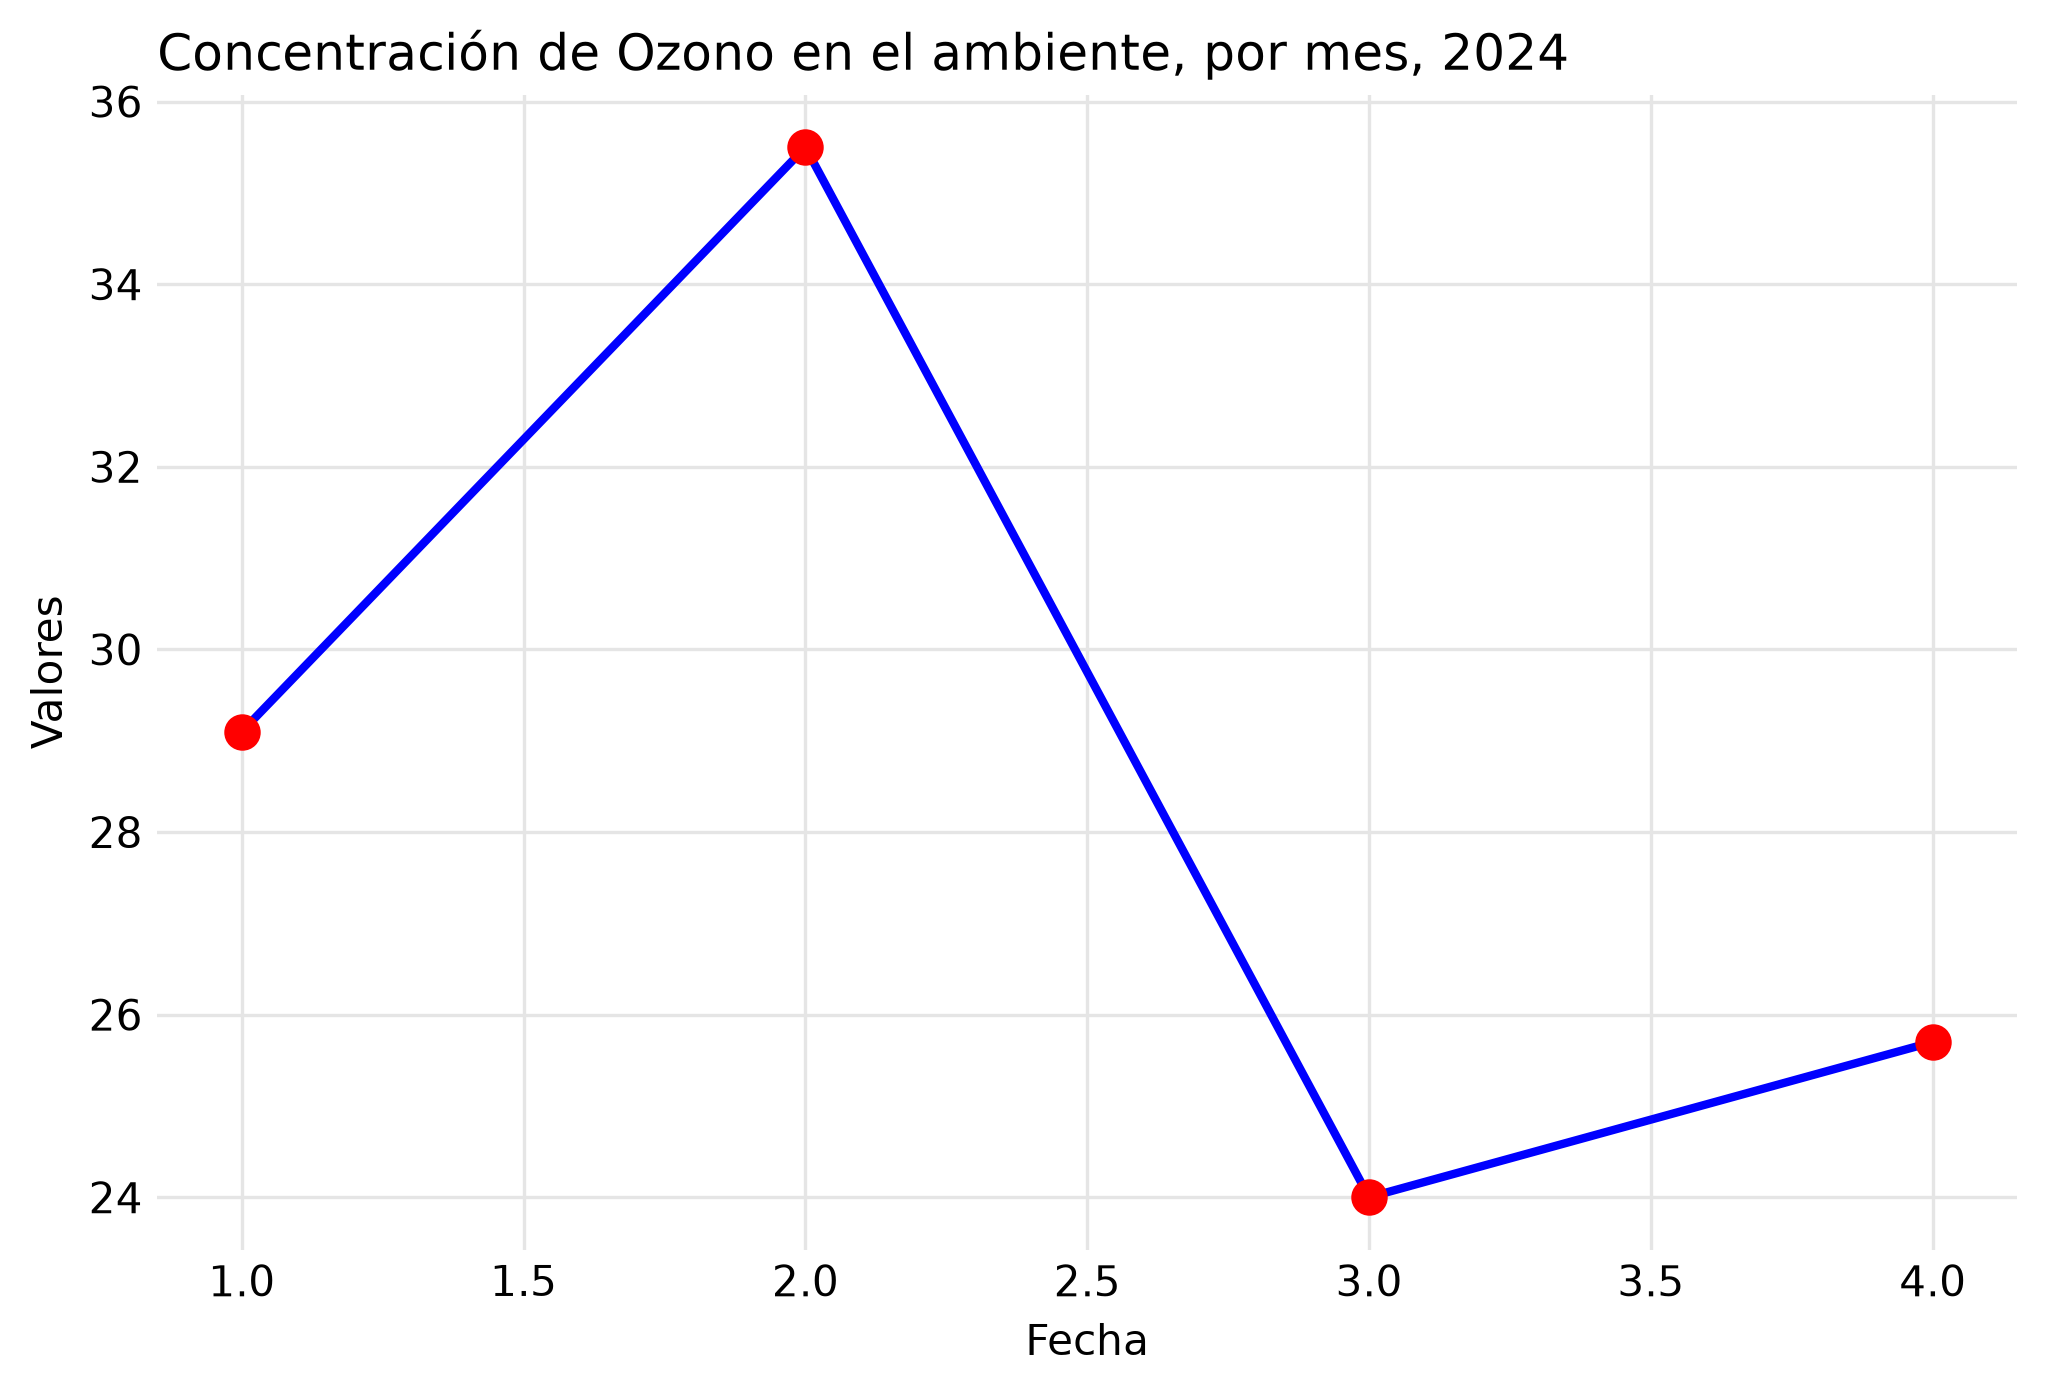 Concentración de Ozono en el ambiente, por mes, 2024
36
34
32
30
28
26
24
Valores
1.0 1.5 2.0 2.5 3.0 3.5 4.0
Fecha